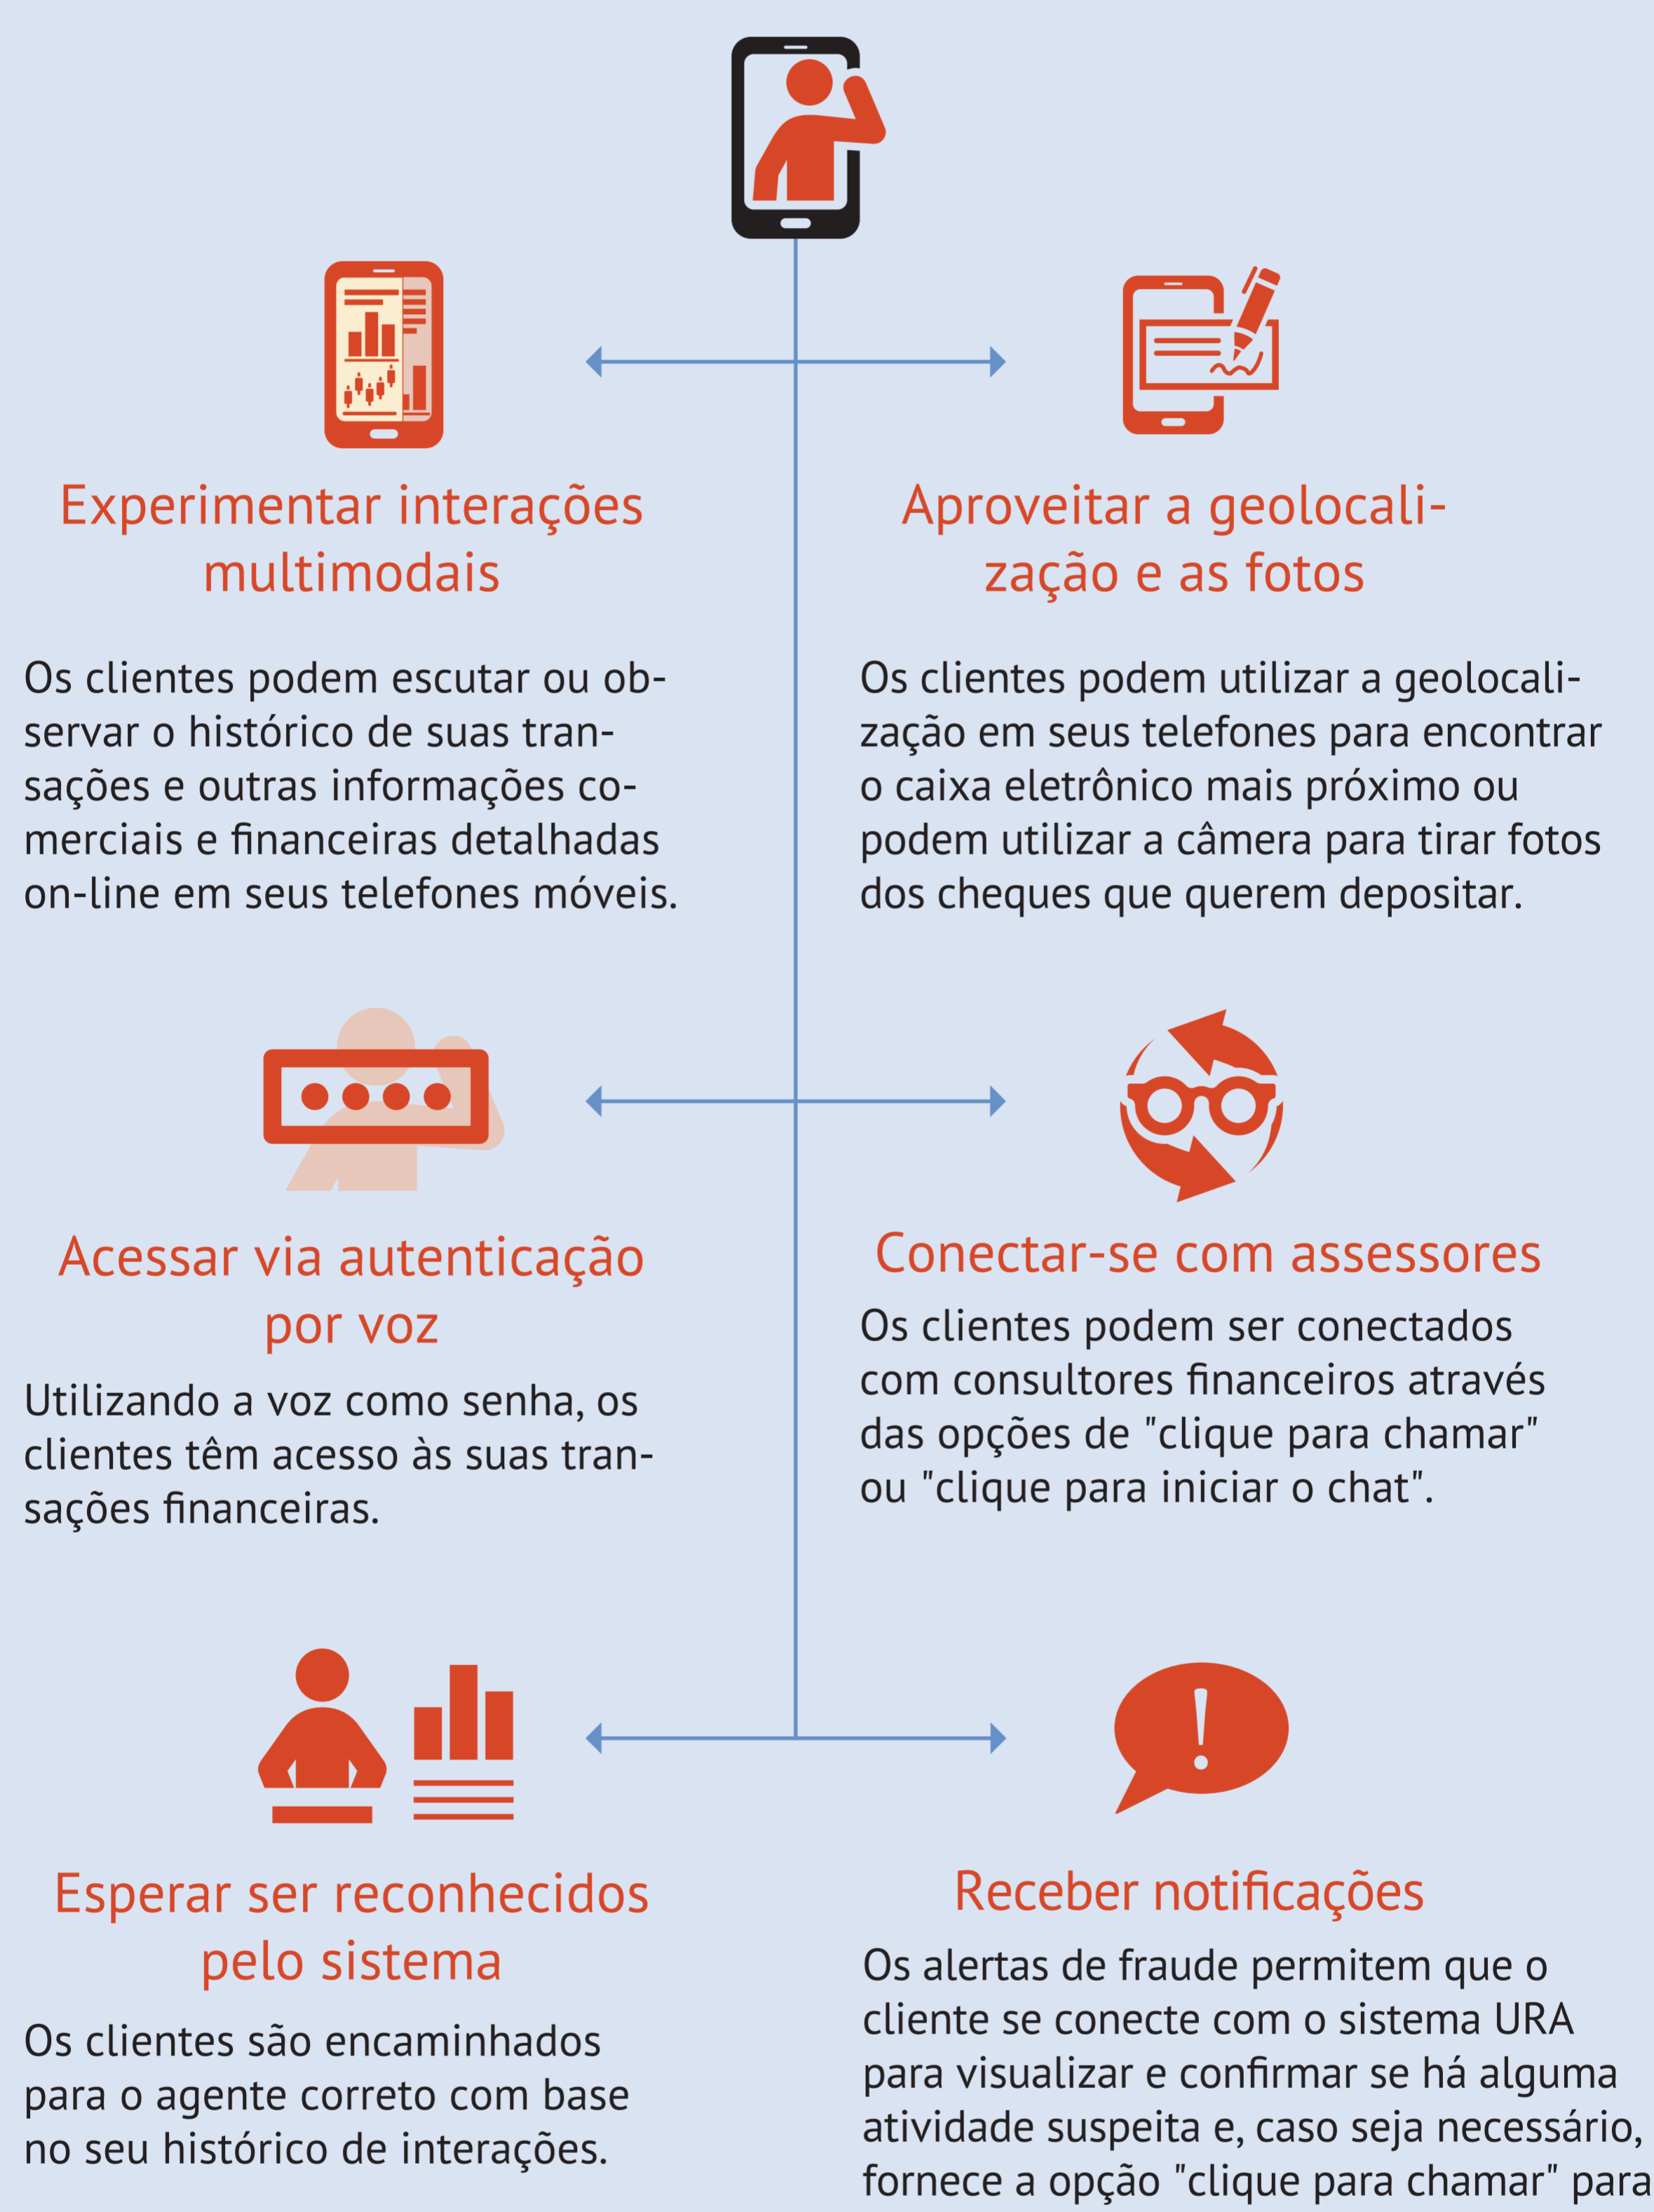 Experimentar interações
multimodais
Os clientes podem escutar ou ob-
servar o histórico de suas tran-
sações e outras informações co-
merciais e financeiras detalhadas
on-line em seus telefones móveis.
Aproveitar a geolocali-
zação e as fotos
Os clientes podem utilizar a geolocali-
zação em seus telefones para encontrar
o caixa eletrônico mais próximo ou
podem utilizar a câmera para tirar fotos
dos cheques que querem depositar.
Acessar via autenticação
por voz
Utilizando a voz como senha, os
clientes têm acesso às suas tran-
sações financeiras.
Conectar-se com assessores
Os clientes podem ser conectados
com consultores financeiros através
das opções de "clique para chamar"
ou "clique para iniciar o chat".
Esperar ser reconhecidos
pelo sistema
Os clientes são encaminhados
para o agente correto com base
no seu histórico de interações.
Receber notificações
Os alertas de fraude permitem que o
cliente se conecte com o sistema URA
para visualizar e confirmar se há alguma
atividade suspeita e, caso seja necessário,
fornece a opção "clique para chamar" para